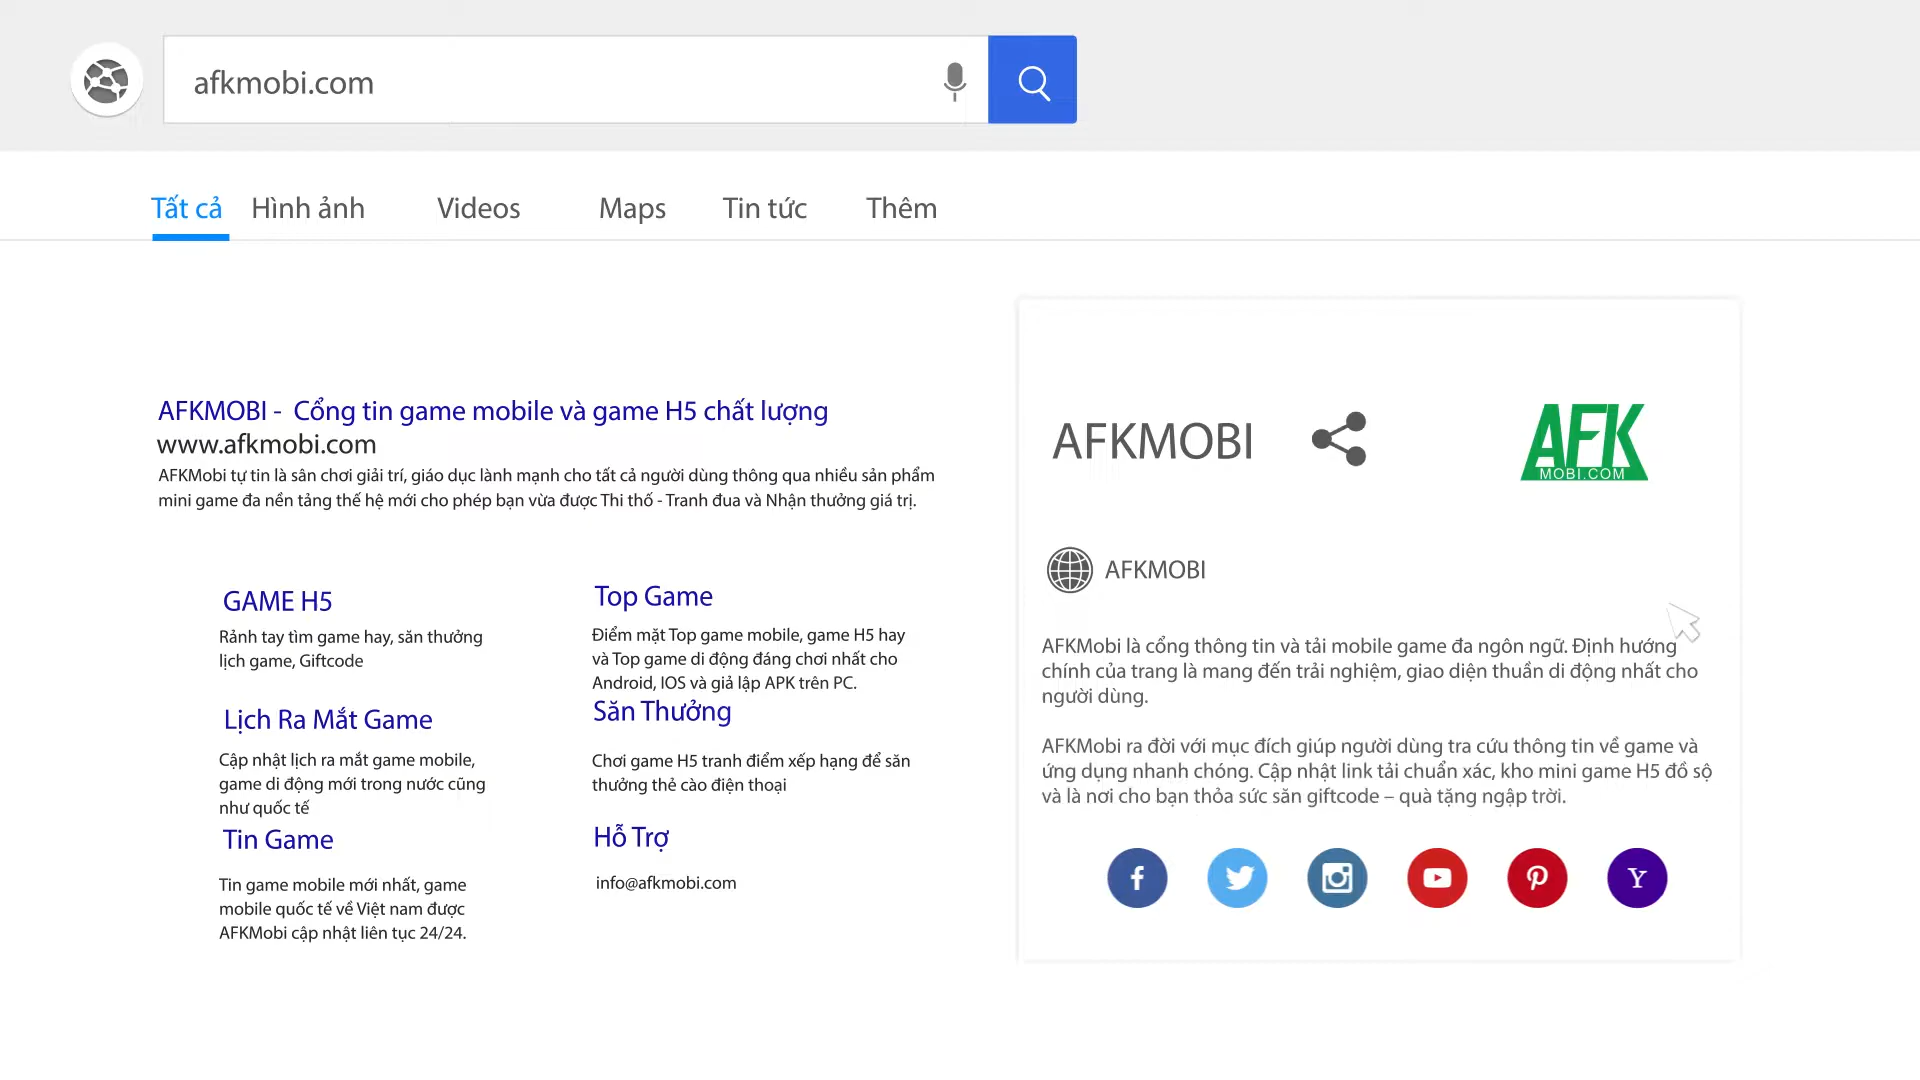 afkmobi.com
Tất cả
Hình ảnh
Videos
Maps
Tin tức
Thêm
AFKMOBI - Cổng tin game mobile và game H5 chất lượng
www.afkmobi.com
AFKMobi tự tin là sân chơi giải trí, giáo dục lành mạnh cho tất cả người dùng thông qua nhiều sản phẩm
mini game đa nền tảng thế hệ mới cho phép bạn vừa được Thi thố - Tranh đua và Nhận thưởng giá trị.
GAME H5
Rảnh tay tìm game hay, săn thưởng
lịch game, Giftcode
Lịch Ra Mắt Game
Cập nhật lịch ra mắt game mobile,
game di động mới trong nước cũng
như quốc tế
Tin Game
Tin game mobile mới nhất, game
mobile quốc tế về Việt nam được
AFKMobi cập nhật liên tục 24/24.
Top Game
Điểm mặt Top game mobile, game H5 hay
và Top game di động đáng chơi nhất cho
Android, IOS và giả lập APK trên PC.
Săn Thưởng
Chơi game H5 tranh điểm xếp hạng để săn
thưởng thẻ cào điện thoại
Hỗ Trợ
info@afkmobi.com
AFKMOBI
AFK
MOBI.COM
AFKMOBI
AFKMobi là cổng thông tin và tải mobile game đa ngôn ngữ. Định hướng
chính của trang là mang đến trải nghiệm, giao diện thuần di động nhất cho
người dùng.
AFKMobi ra đời với mục đích giúp người dùng tra cứu thông tin về game và
ứng dụng nhanh chóng. Cập nhật link tải chuẩn xác, kho mini game H5 đồ sộ
và là nơi cho bạn thỏa sức săn giftcode – quà tặng ngập trời.